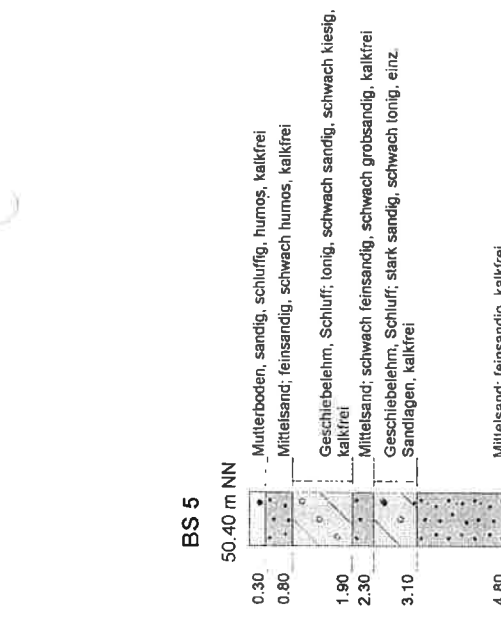 BS 5
50.40 m NN
0.30
Mutterboden, sandig, schluffig, humos, kalkfrei
0.80
Mittelsand; feinsandig, schwach humos, kalkfrei
Geschiebelehm, Schluff; tonig, schwach sandig, schwach kiesig,
1.90
kalkfrei
2.30
Mittelsand; schwach feinsandig, schwach grobsandig, kalkfrei
Geschiebelehm, Schluff; stark sandig, schwach tonig, einz.
3.10
Sandlagen, kalkfrei
4.80
Mittelsand; feinsandig, kalkfrei